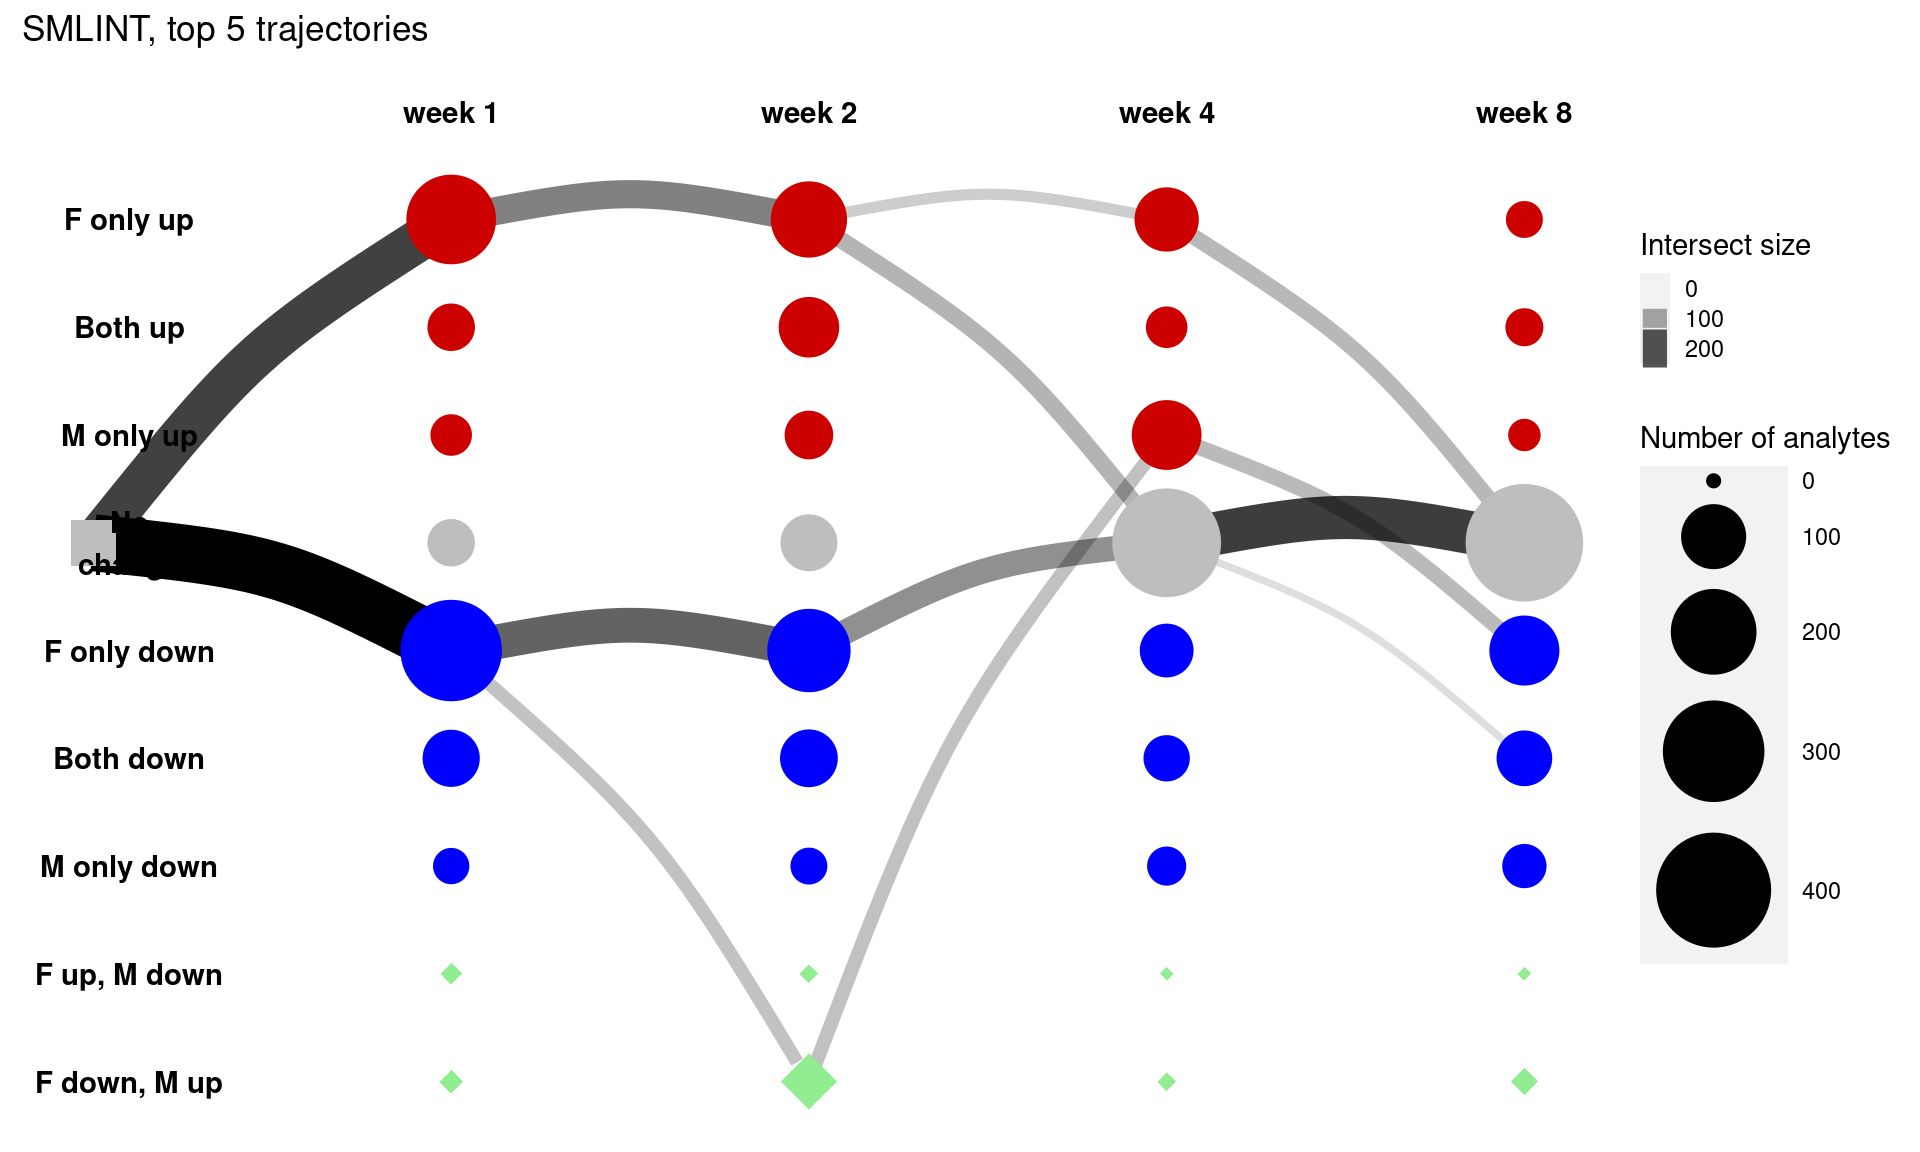 SMLINT, top 5 trajectories
week 1 week 2 week 4 week 8
F only up
Both up
M only up
No
F only down
Both down
M only down
F up, M down
F down, M up
Intersect size
0
100
200
Number of analytes
0
100
200
300
400